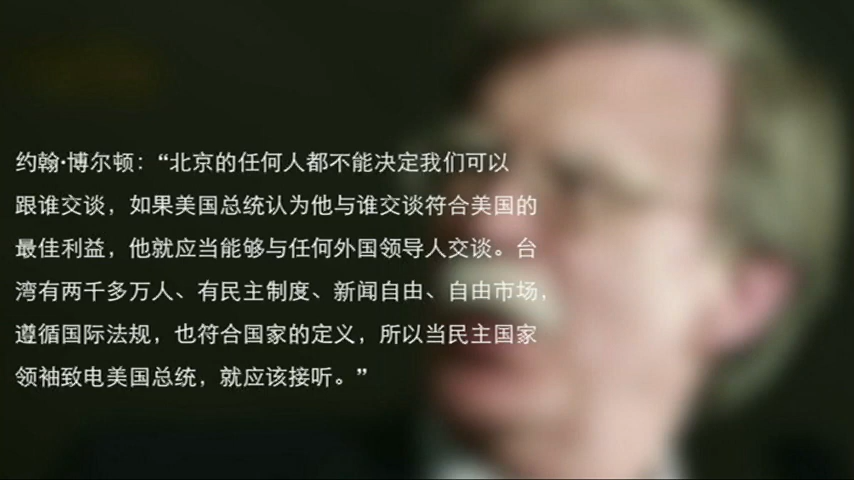 约翰·博尔顿：“北京的任何人都不能决定我们可以
跟谁交谈，如果美国总统认为他与谁交谈符合美国的
最佳利益，他就应当能够与任何外国领导人交谈。台
湾有两千多万人、有民主制度、新闻自由、自由市场，
遵循国际法规，也符合国家的定义，所以当民主国家
领袖致电美国总统，就应该接听。”